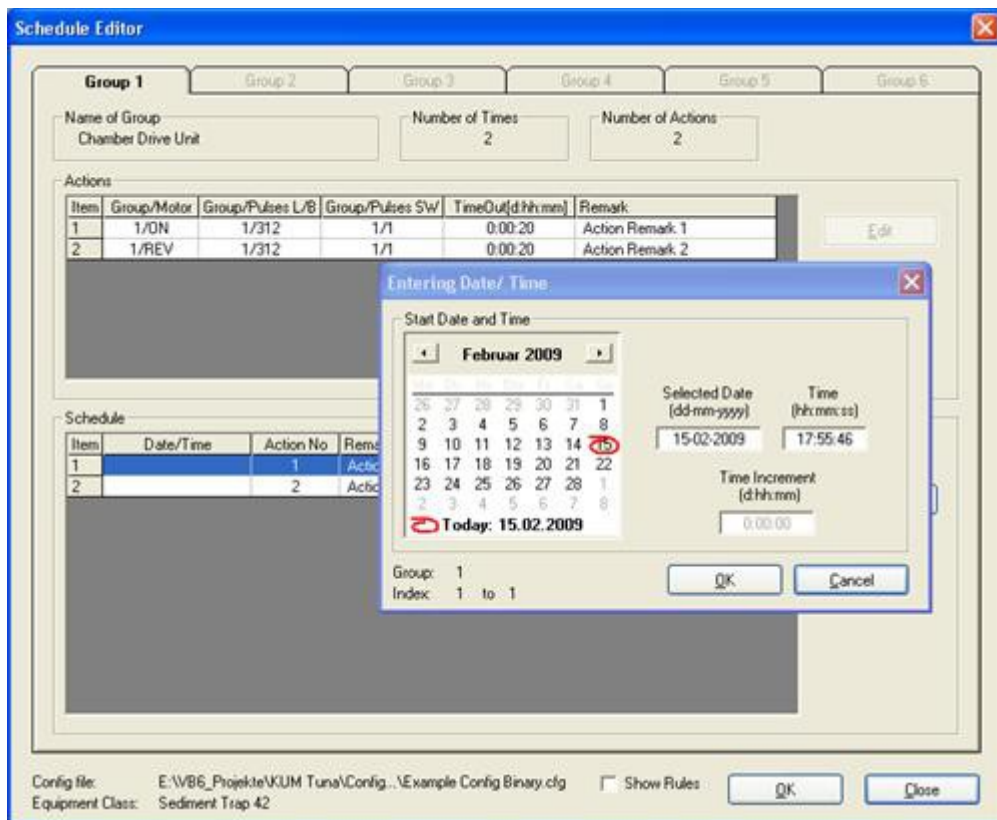 Schedule Editor
Group 1 Group 2 Group 3 Group 4 Group 5 Group 6
Name of Group Number of Times Number of Actions
Chamber Drive Unit 2 2
Actions
Item Group/Motor Group/Pulses L/B Group/Pulses SW TimeOut[d:hh:mm] Remark
1 1/ON 1/312 1/1 0:00:20 Action Remark 1
2 1/REV 1/312 1/1 0:00:20 Action Remark 2
Edit
Schedule
Item Date/Time Action No Rema
1 1 Actic
2 2 Actic
Entering Date/ Time
Start Date and Time
Februar 2009
26 27 28 29 30 31 1
2 3 4 5 6 7 8
9 10 11 12 13 14 15
16 17 18 19 20 21 22
23 24 25 26 27 28 1
2 3 4 5 6 7 8
Today: 15.02.2009
Selected Date Time
(dd-mm-yyyy) (hh:mm:ss)
15-02-2009 17:55:46
Time Increment
(d:hh:mm)
0:00:00
Group: 1
Index: 1 to 1
OK Cancel
Config file: E:\VB6_Projekte\KUM Tuna\Config...\Example Config Binary.cfg Show Rules OK Close
Equipment Class: Sediment Trap 42